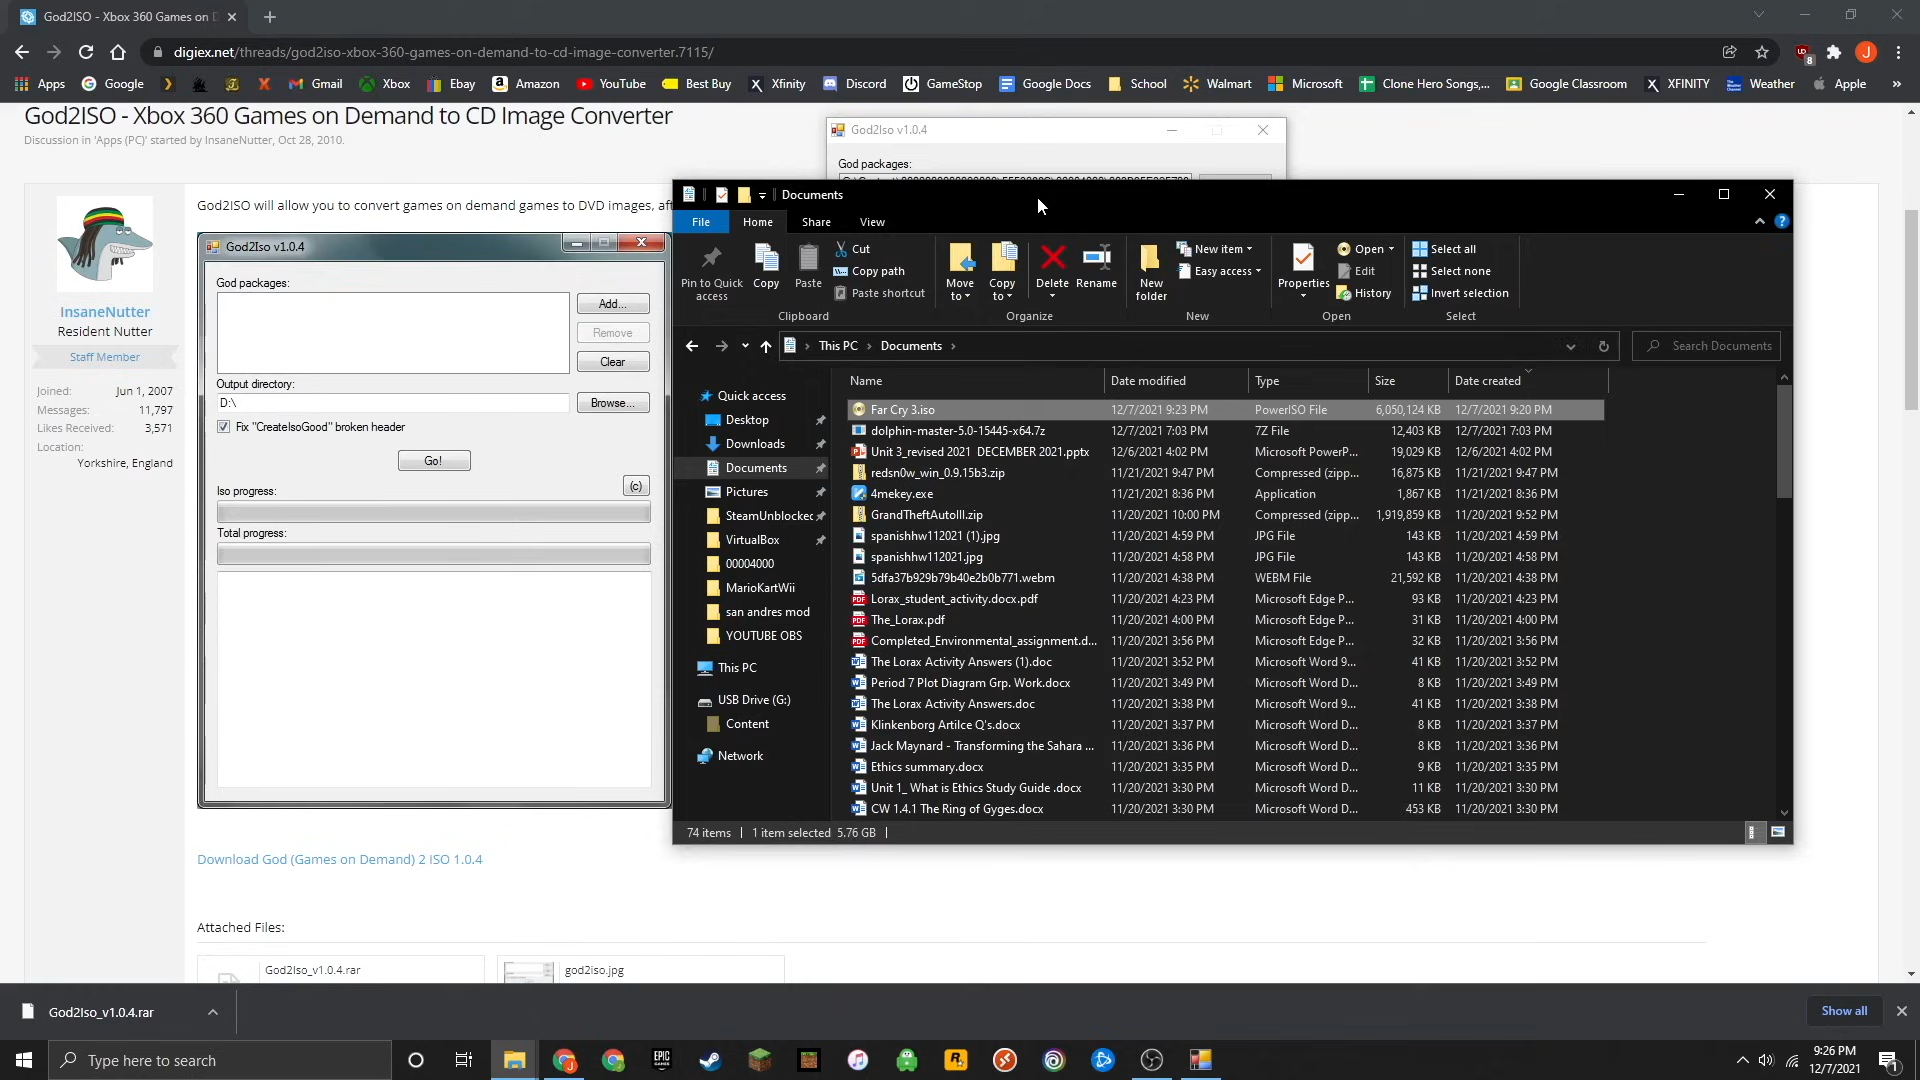 God2ISO - Xbox 360 Games on D
digiex.net/threads/god2iso-xbox-360-games-on-demand-to-cd-image-converter.7115/
8
J
Apps Google Gmail Xbox Ebay Amazon YouTube Best Buy Xfinity Discord GameStop Google Docs School Walmart Microsoft Clone Hero Songs,... Google Classroom XFINITY Weather Apple »
God2ISO - Xbox 360 Games on Demand to CD Image Converter
Discussion in 'Apps (PC)' started by InsaneNutter, Oct 28, 2010.
God2Iso v1.0.4
God packages:
InsaneNutter
Resident Nutter
Staff Member
Joined: Jun 1, 2007
Messages: 11,797
Likes Received: 3,571
Location:
Yorkshire, England
God2ISO will allow you to convert games on demand games to DVD images, af
God2Iso v1.0.4
God packages:
Add...
Remove
Clear
Output directory:
D:\
Browse...
Fix "CreateIsoGood" broken header
Go!
(c)
Iso progress:
Total progress:
Download God (Games on Demand) 2 ISO 1.0.4
Attached Files:
God2Iso_v1.0.4.rar
god2iso.jpg
Documents
File Home Share View
Pin to Quick access
Copy
Paste
Cut
Copy path
Paste shortcut
Clipboard
Move to
Copy to
Delete
Rename
Organize
New folder
New item
Easy access
New
Properties
Open
Edit
History
Open
Select all
Select none
Invert selection
Select
This PC Documents
Search Documents
Quick access
Desktop
Downloads
Documents
Pictures
SteamUnblocked
VirtualBox
00004000
MarioKartWii
san andres mod
YOUTUBE OBS
This PC
USB Drive (G:)
Content
Network
Name Date modified Type Size Date created
Far Cry 3.iso 12/7/2021 9:23 PM PowerISO File 6,050,124 KB 12/7/2021 9:20 PM
dolphin-master-5.0-15445-x64.7z 12/7/2021 7:03 PM 7Z File 12,403 KB 12/7/2021 7:03 PM
Unit 3_revised 2021 DECEMBER 2021.pptx 12/6/2021 4:02 PM Microsoft PowerP... 19,029 KB 12/6/2021 4:02 PM
redsn0w_win_0.9.15b3.zip 11/21/2021 9:47 PM Compressed (zipp... 16,875 KB 11/21/2021 9:47 PM
4mekey.exe 11/21/2021 8:36 PM Application 1,867 KB 11/21/2021 8:36 PM
GrandTheftAutoIII.zip 11/20/2021 10:00 PM Compressed (zipp... 1,919,859 KB 11/20/2021 9:52 PM
spanishhw112021 (1).jpg 11/20/2021 4:59 PM JPG File 143 KB 11/20/2021 4:59 PM
spanishhw112021.jpg 11/20/2021 4:58 PM JPG File 143 KB 11/20/2021 4:58 PM
5dfa37b929b79b40e2b0b771.webm 11/20/2021 4:38 PM WEBM File 21,592 KB 11/20/2021 4:38 PM
Lorax_student_activity.docx.pdf 11/20/2021 4:23 PM Microsoft Edge P... 93 KB 11/20/2021 4:23 PM
The_Lorax.pdf 11/20/2021 4:00 PM Microsoft Edge P... 31 KB 11/20/2021 4:00 PM
Completed_Environmental_assignment.d... 11/20/2021 3:56 PM Microsoft Edge P... 32 KB 11/20/2021 3:56 PM
The Lorax Activity Answers (1).doc 11/20/2021 3:52 PM Microsoft Word 9... 41 KB 11/20/2021 3:52 PM
Period 7 Plot Diagram Grp. Work.docx 11/20/2021 3:49 PM Microsoft Word D... 8 KB 11/20/2021 3:49 PM
The Lorax Activity Answers.doc 11/20/2021 3:38 PM Microsoft Word 9... 41 KB 11/20/2021 3:38 PM
Klinkenborg Artilce Q's.docx 11/20/2021 3:37 PM Microsoft Word D... 8 KB 11/20/2021 3:37 PM
Jack Maynard - Transforming the Sahara ... 11/20/2021 3:36 PM Microsoft Word D... 8 KB 11/20/2021 3:36 PM
Ethics summary.docx 11/20/2021 3:35 PM Microsoft Word D... 9 KB 11/20/2021 3:35 PM
Unit 1_ What is Ethics Study Guide .docx 11/20/2021 3:30 PM Microsoft Word D... 11 KB 11/20/2021 3:30 PM
CW 1.4.1 The Ring of Gyges.docx 11/20/2021 3:30 PM Microsoft Word D... 453 KB 11/20/2021 3:30 PM
74 items 1 item selected 5.76 GB
God2Iso_v1.0.4.rar
Show all
Type here to search
9:26 PM
12/7/2021